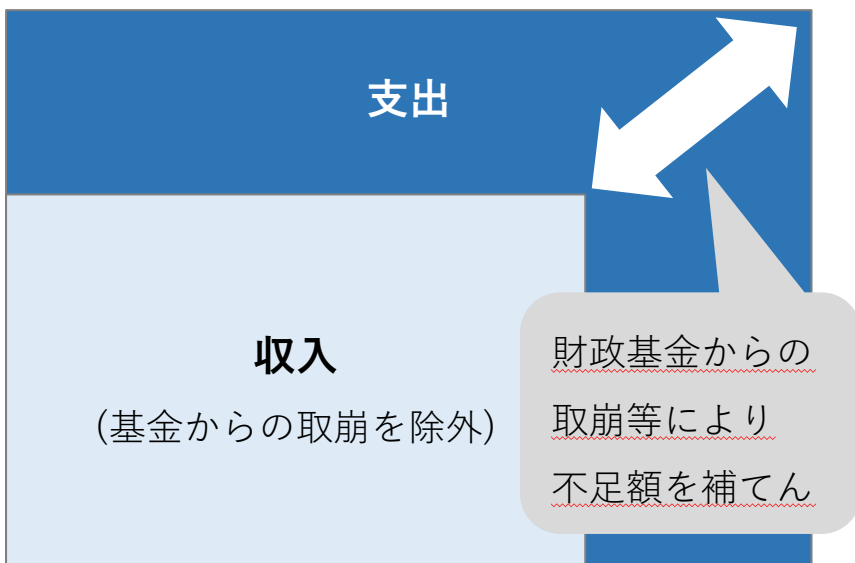 支出
収入
（基金からの取崩を除外）
財政基金からの
取崩等により
不足額を補てん